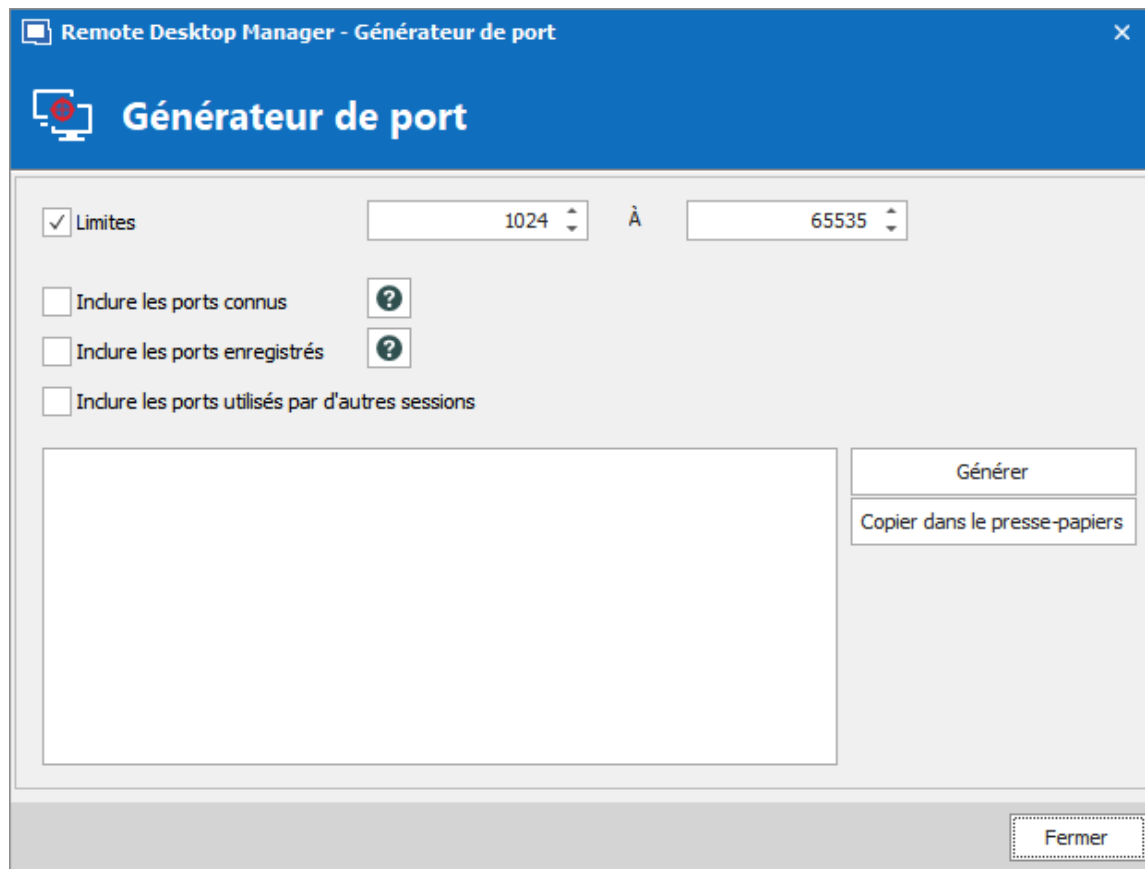 Remote Desktop Manager - Générateur de port
Générateur de port
Limites 1024 À 65535
Inclure les ports connus
Inclure les ports enregistrés
Inclure les ports utilisés par d'autres sessions
Générer
Copier dans le presse-papiers
Fermer